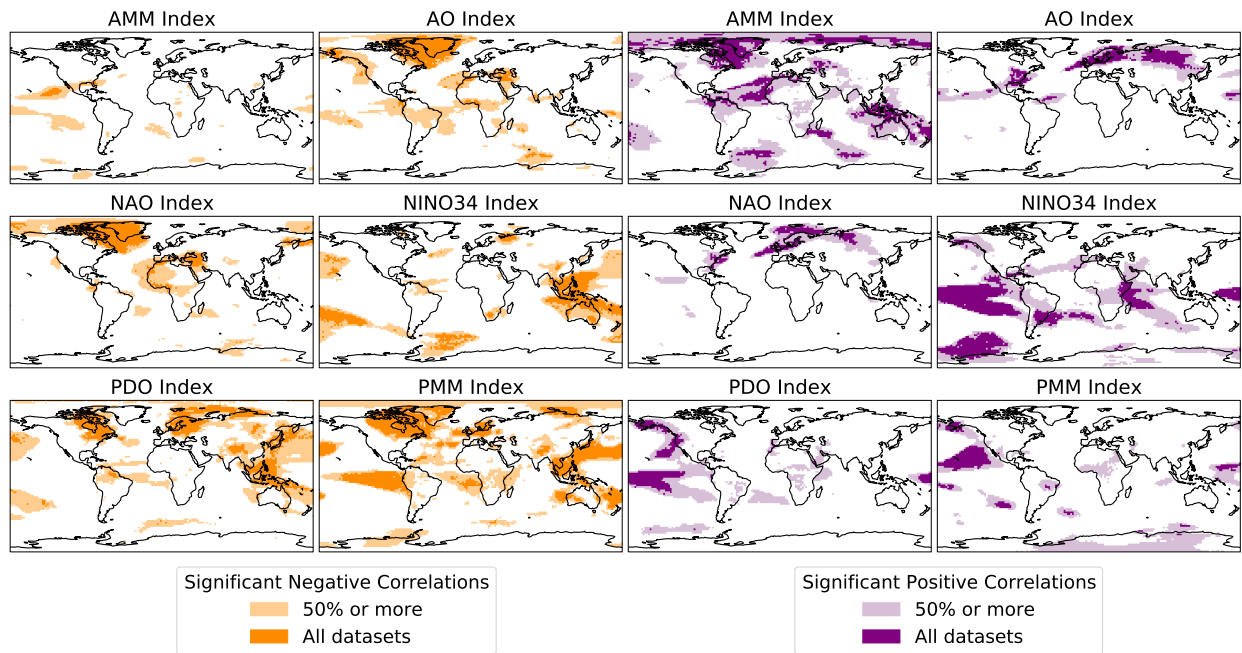 AMM Index
AO Index
AMM Index
AO Index
NAO Index
NINO34 Index
NAO Index
NINO34 Index
PDO Index
PMM Index
PDO Index
PMM Index
Significant Negative Correlations
50% or more
All datasets
Significant Positive Correlations
50% or more
All datasets